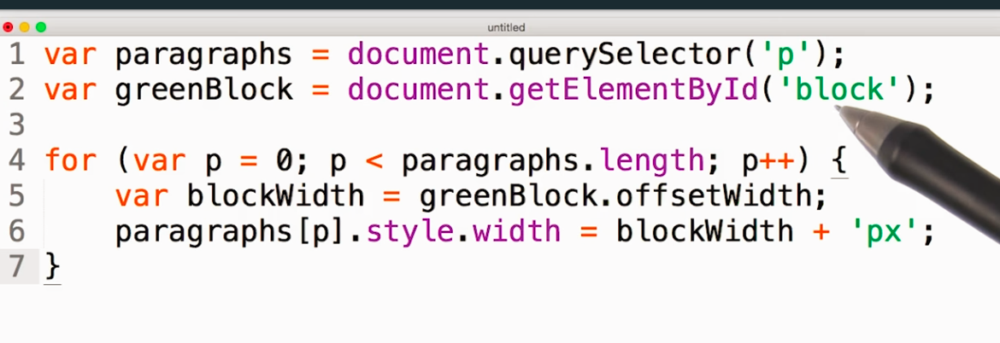 untitled
1 var paragraphs = document.querySelector('p');
2 var greenBlock = document.getElementById('block');
3
4 for (var p = 0; p < paragraphs.length; p++) {
5     var blockWidth = greenBlock.offsetWidth;
6     paragraphs[p].style.width = blockWidth + 'px';
7 }